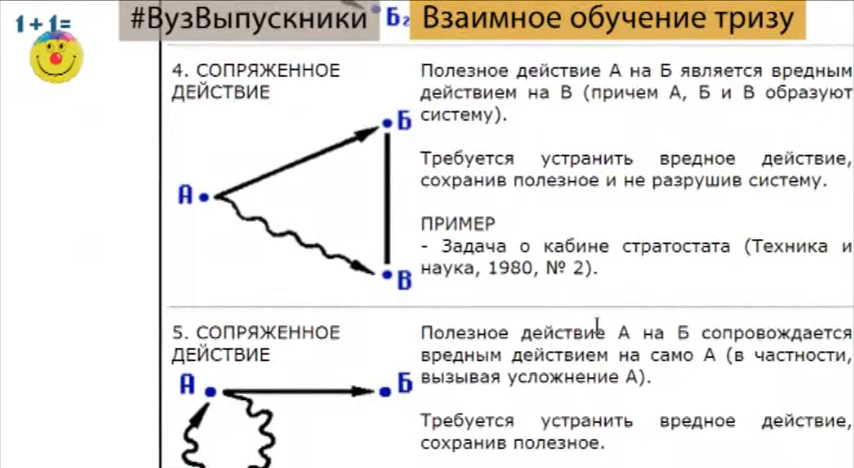 1+1=
#ВузВыпускники
Б₂
Взаимное обучение тризу
4. СОПРЯЖЕННОЕ
ДЕЙСТВИЕ
Б
А
В
Полезное действие А на Б является вредным
действием на В (причем А, Б и В образуют
систему).
Требуется устранить вредное действие,
сохранив полезное и не разрушив систему.
ПРИМЕР
- Задача о кабине стратостата (Техника и
наука, 1980, № 2).
5. СОПРЯЖЕННОЕ
ДЕЙСТВИЕ
А
Б
Полезное действие А на Б сопровождается
вредным действием на само А (в частности,
вызывая усложнение А).
Требуется устранить вредное действие,
сохранив полезное.